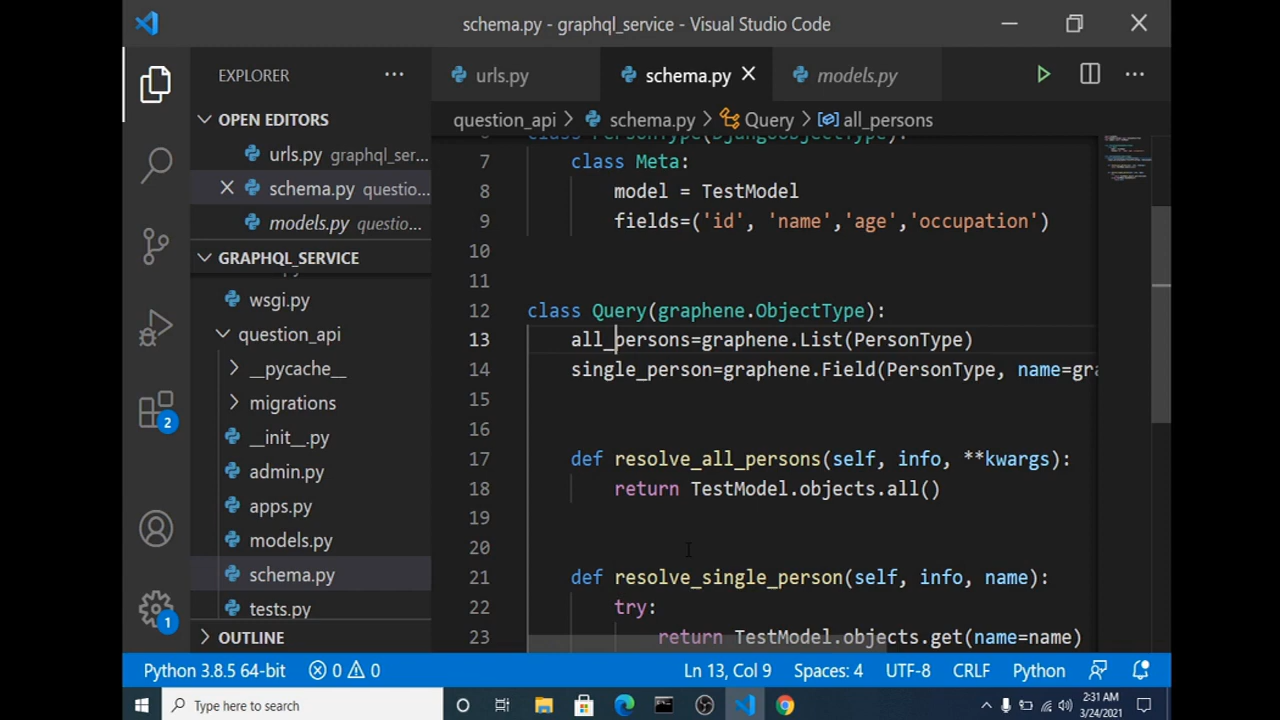 schema.py - graphql_service - Visual Studio Code
EXPLORER
urls.py
schema.py
models.py
OPEN EDITORS
question_api > schema.py > Query > all_persons
urls.py graphql_ser...
schema.py questio...
models.py questio...
GRAPHQL_SERVICE
wsgi.py
question_api
__pycache__
migrations
__init__.py
admin.py
apps.py
models.py
schema.py
tests.py
OUTLINE
class PersonType(DjangoObjectType):
7 class Meta:
8 model = TestModel
9 fields=('id', 'name','age','occupation')
10
11
12 class Query(graphene.ObjectType):
13 all_persons=graphene.List(PersonType)
14 single_person=graphene.Field(PersonType, name=gra
15
16
17 def resolve_all_persons(self, info, **kwargs):
18 return TestModel.objects.all()
19
20
21 def resolve_single_person(self, info, name):
22 try:
23 return TestModel.objects.get(name=name)
2
1
Python 3.8.5 64-bit 0 0 Ln 13, Col 9 Spaces: 4 UTF-8 CRLF Python
Type here to search
2:31 AM
3/24/2021